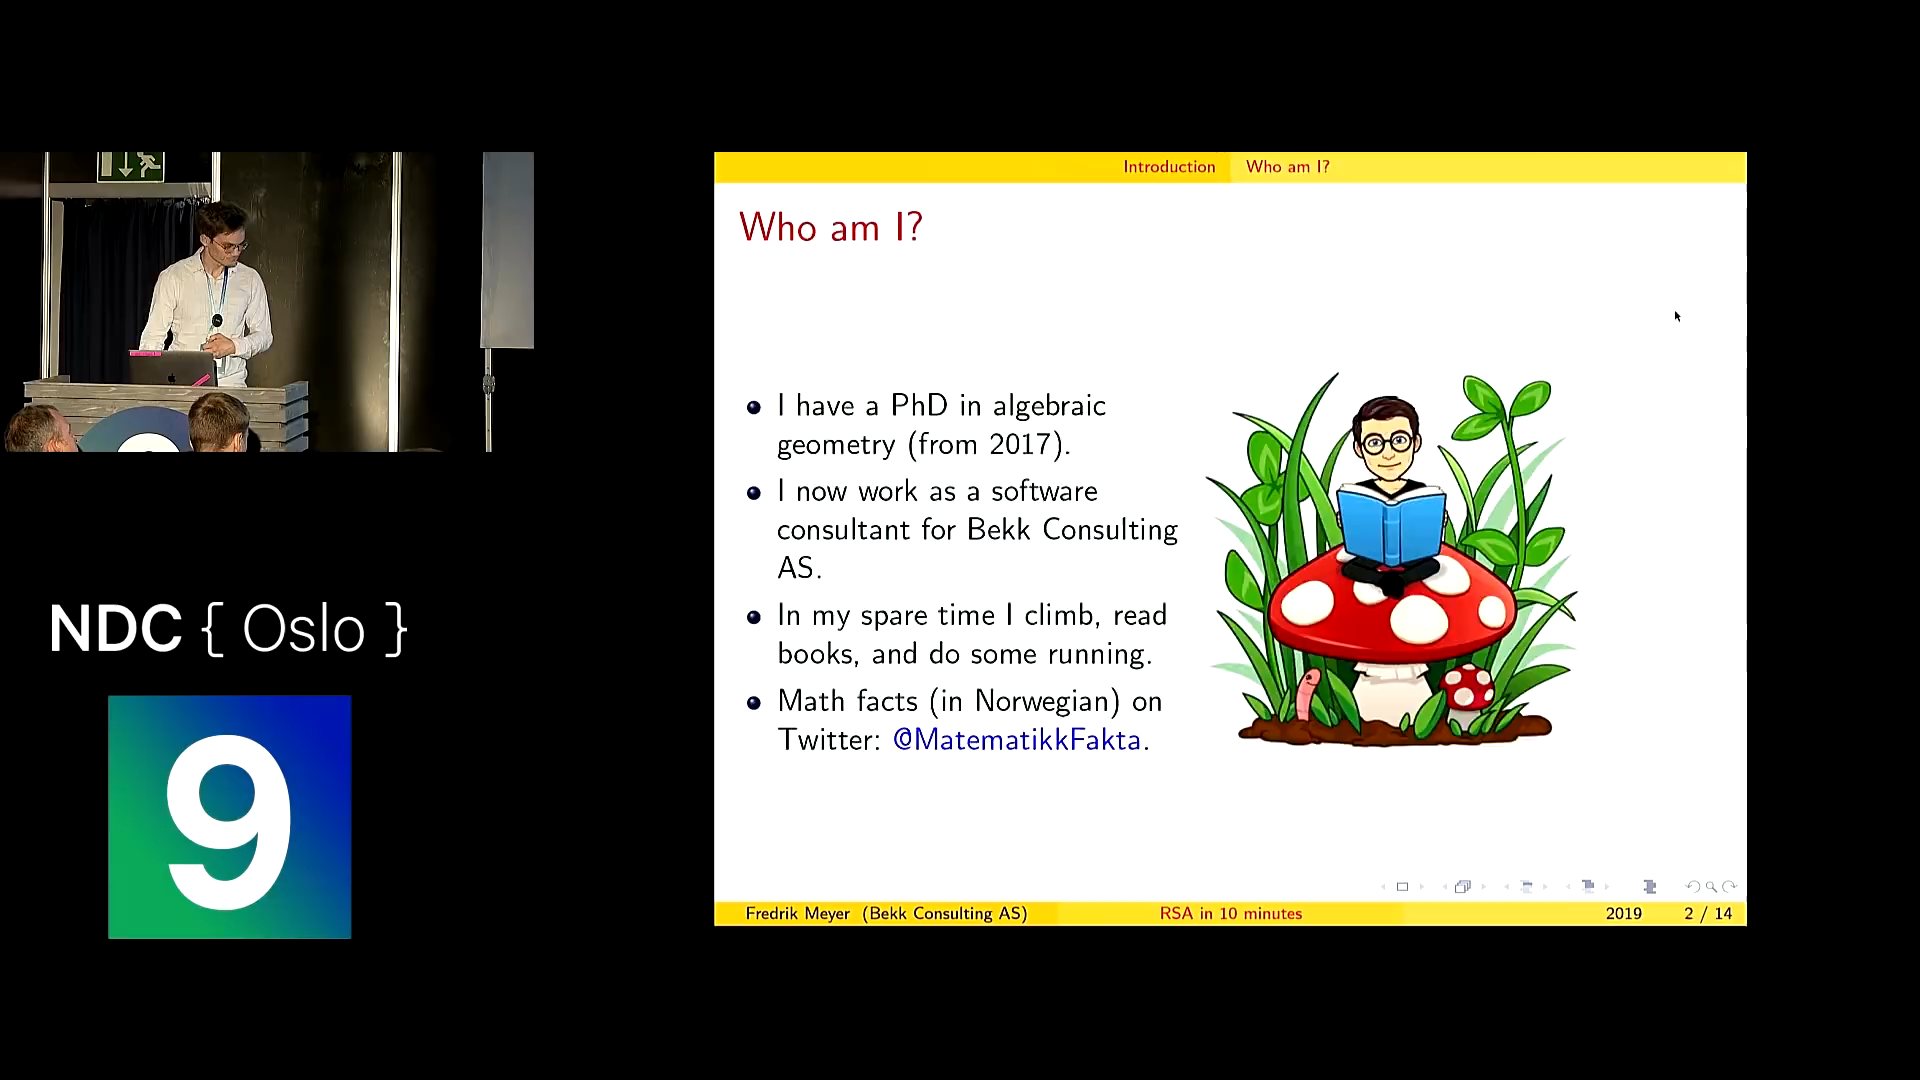 Introduction Who am I?
Who am I?
I have a PhD in algebraic
geometry (from 2017).
I now work as a software
consultant for Bekk Consulting
AS.
In my spare time I climb, read
books, and do some running.
Math facts (in Norwegian) on
Twitter: @MatematikkFakta.
Fredrik Meyer (Bekk Consulting AS) RSA in 10 minutes 2019 2 / 14
NDC { Oslo }
9